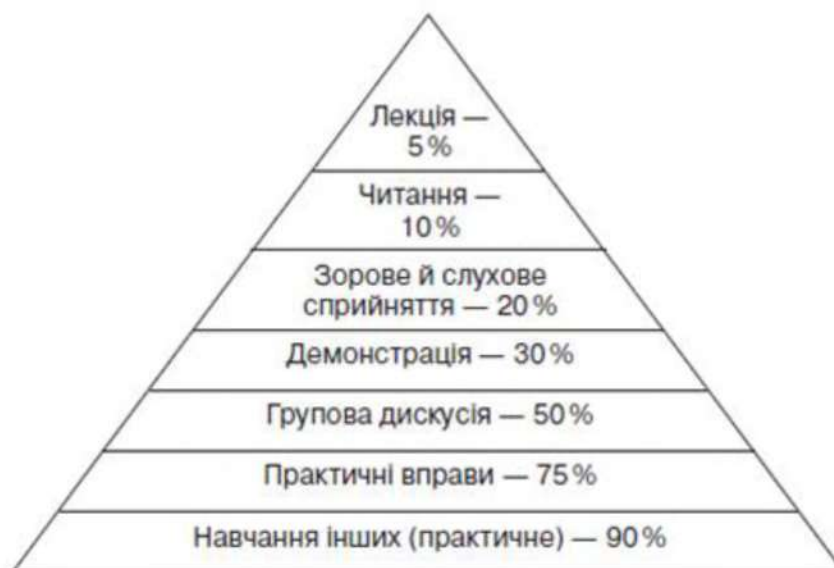 Лекція —
5 %
Читання —
10 %
Зорове й слухове
сприйняття — 20 %
Демонстрація — 30 %
Групова дискусія — 50 %
Практичні вправи — 75 %
Навчання інших (практичне) — 90 %